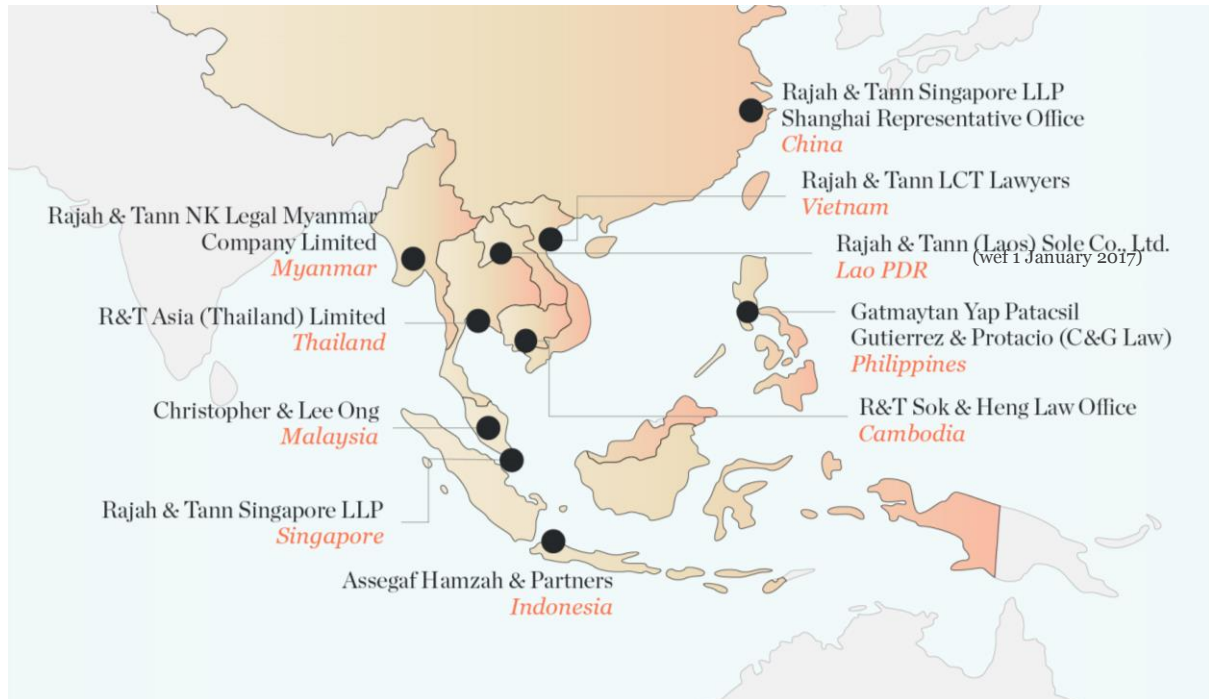 Rajah & Tann Singapore LLP
Shanghai Representative Office
China
Rajah & Tann LCT Lawyers
Vietnam
Rajah & Tann NK Legal Myanmar
Company Limited
Myanmar
Rajah & Tann (Laos) Sole Co., Ltd.
(wef 1 January 2017)
Lao PDR
R&T Asia (Thailand) Limited
Thailand
Gatmaytan Yap Patacsil
Gutierrez & Protacio (C&G Law)
Philippines
Christopher & Lee Ong
Malaysia
R&T Sok & Heng Law Office
Cambodia
Rajah & Tann Singapore LLP
Singapore
Assegaf Hamzah & Partners
Indonesia